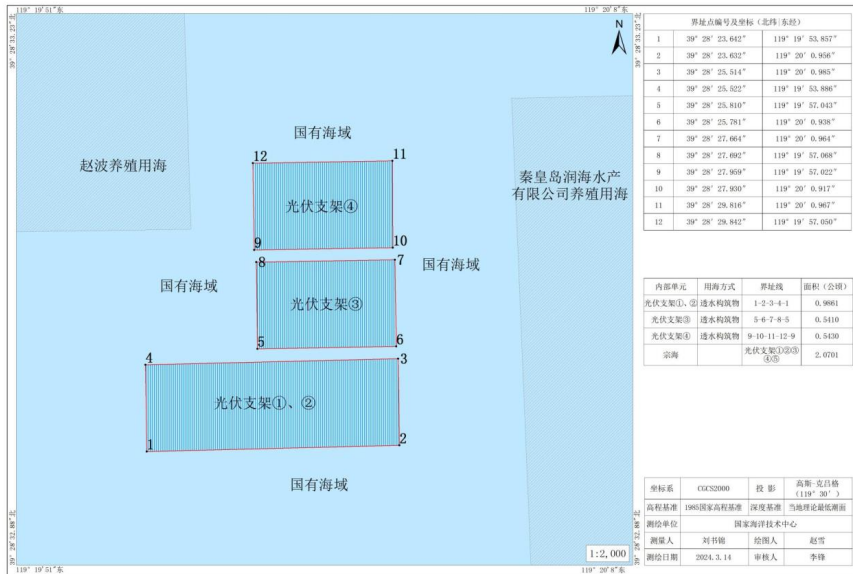 119° 19′51″东
119° 20′8″东
39° 28′33.23″北
39° 28′33.23″北
N
国有海域
赵波养殖用海
12
11
秦皇岛润海水产
有限公司养殖用海
光伏支架④
9
10
8
7
国有海域
国有海域
光伏支架③
5
6
4
3
光伏支架①、②
1
2
国有海域
1:2,000
39° 28′32.88″北
39° 28′32.88″北
119° 19′51″东
119° 20′8″东
界址点编号及坐标（北纬|东经）
1 39° 28′ 23.642″ 119° 19′ 53.857″
2 39° 28′ 23.632″ 119° 20′ 0.956″
3 39° 28′ 25.514″ 119° 20′ 0.985″
4 39° 28′ 25.522″ 119° 19′ 53.886″
5 39° 28′ 25.810″ 119° 19′ 57.043″
6 39° 28′ 25.781″ 119° 20′ 0.938″
7 39° 28′ 27.664″ 119° 20′ 0.964″
8 39° 28′ 27.692″ 119° 19′ 57.068″
9 39° 28′ 27.959″ 119° 19′ 57.022″
10 39° 28′ 27.930″ 119° 20′ 0.917″
11 39° 28′ 29.816″ 119° 20′ 0.967″
12 39° 28′ 29.842″ 119° 19′ 57.050″
内部单元 用海方式 界址线 面积（公顷）
光伏支架①、② 透水构筑物 1-2-3-4-1 0.9861
光伏支架③ 透水构筑物 5-6-7-8-5 0.5410
光伏支架④ 透水构筑物 9-10-11-12-9 0.5430
宗海 光伏支架①②③ 2.0701
④⑤
坐标系 CGCS2000 投影 高斯-克吕格
（119° 30′）
高程基准 1985国家高程基准 深度基准 当地理论最低潮面
测绘单位 国家海洋技术中心
测量人 刘书锦 绘图人 赵雪
测绘日期 2024.3.14 审核人 李锋